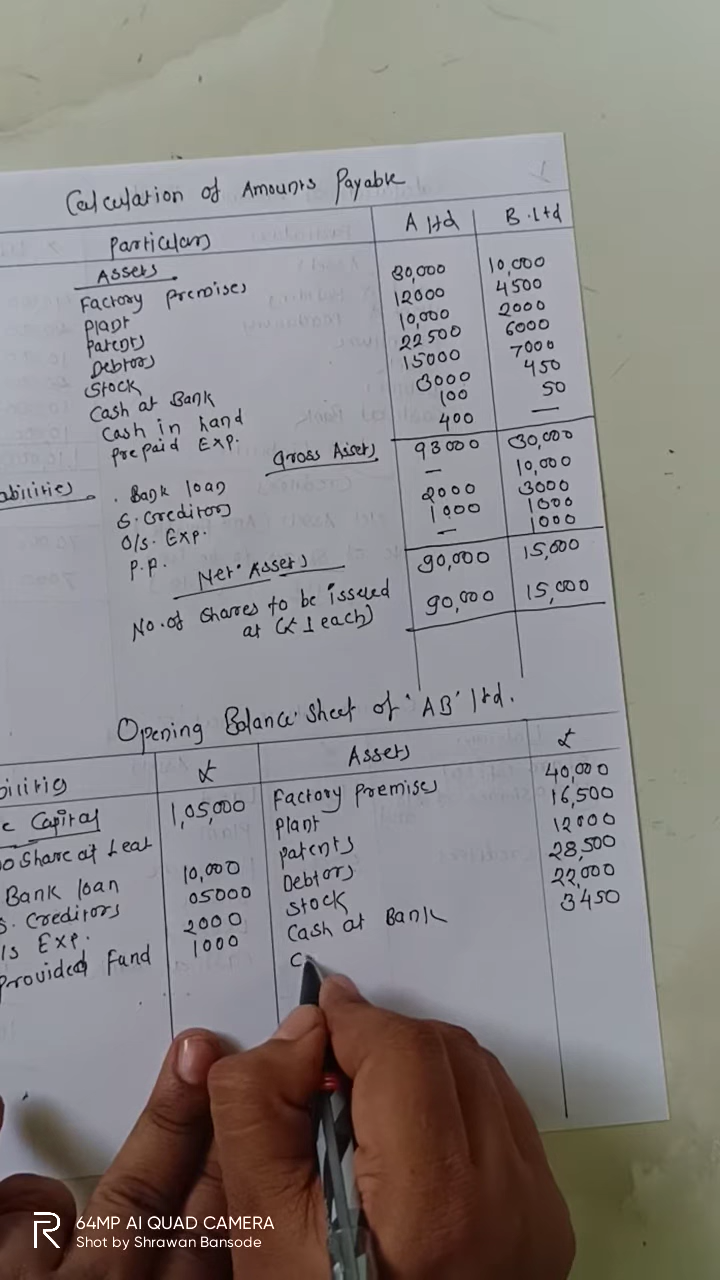 Calculation of Amounts Payable
Particulars A ltd B. ltd
Assets
Factory premises 30,000 10,000
Plant 12000 4500
Patents 10,000 2000
Debtors 22500 6000
Stock 15000 7000
Cash at Bank 3000 450
Cash in hand 100 50
prepaid Exp. 400 —
Gross Assets 93000 30,000
abilities
. Bank loan — 10,000
S. Creditors 2000 3000
O/s. Exp. 1000 1000
P.P. — 1000
Net Assets 90,000 15,000
No. of Shares to be issued
at (₹ 1 each) 90,000 15,000
Opening Balance Sheet of 'AB' ltd.
bilities ₹ Assets ₹
e Capital 1,05,000 Factory premises 40,000
00 Share at 1 each Plant 16,500
Bank loan 10,000 Patents 12000
S. Creditors 05000 Debtors 28,500
/s Exp. 2000 Stock 22,000
Provided Fund 1000 Cash at Bank 3450
C
64MP AI QUAD CAMERA
Shot by Shrawan Bansode